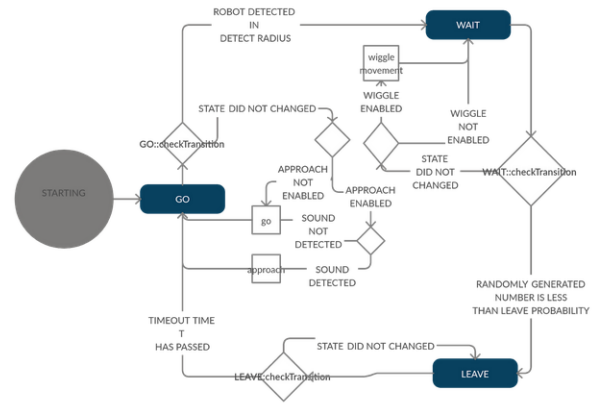 ROBOT DETECTED
IN
DETECT RADIUS
WAIT
wiggle
movement
WIGGLE
ENABLED
WIGGLE
NOT
ENABLED
STATE DID NOT CHANGED
GO::checkTransition
STATE
DID NOT
CHANGED
WAIT::checkTransition
APPROACH
NOT
ENABLED
APPROACH
ENABLED
STARTING
GO
go
SOUND
NOT
DETECTED
approach
SOUND
DETECTED
RANDOMLY GENERATED
NUMBER IS LESS
THAN LEAVE PROBABILITY
TIMEOUT TIME
T
HAS PASSED
STATE DID NOT CHANGED
LEAVE::checkTransition
LEAVE